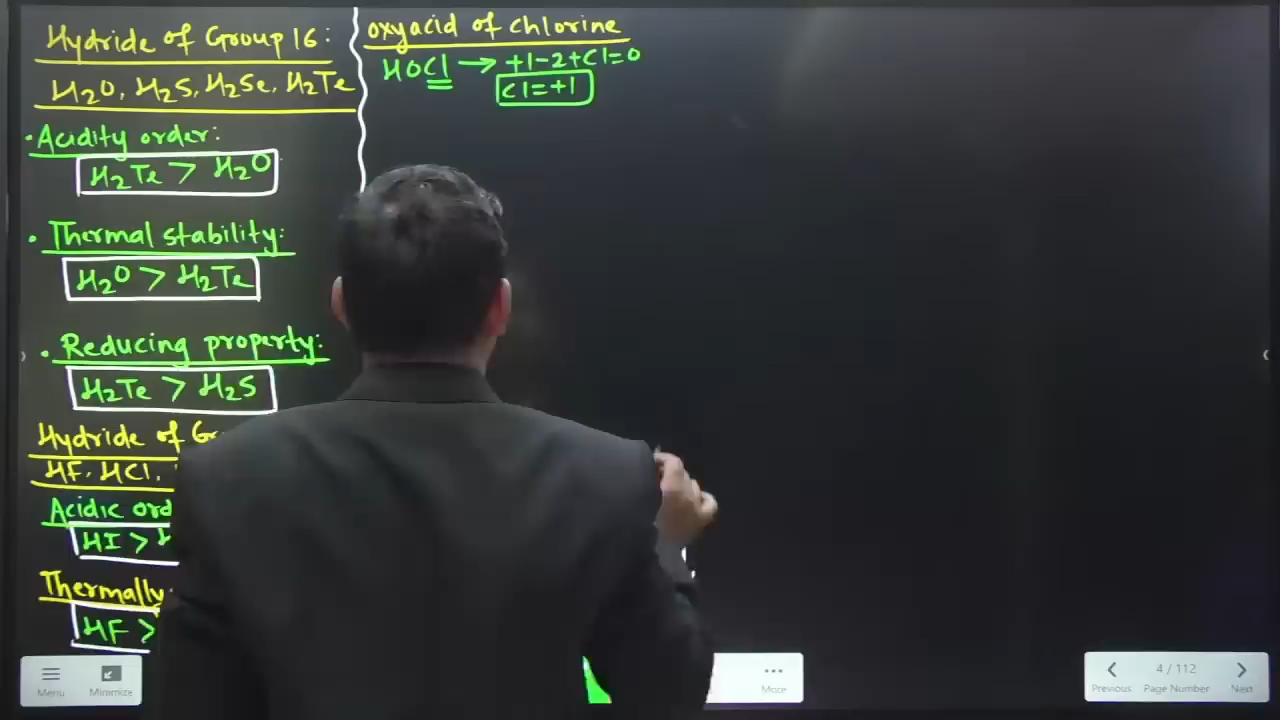 Hydride of Group 16:
H2O, H2S, H2Se, H2Te
• Acidity order:
H2Te > H2O
• Thermal stability:
H2O > H2Te
• Reducing property:
H2Te > H2S
Hydride of
HF, HCl,
Acidic
HI >
Thermally
HF >
oxyacid of chlorine
HOCl → +1-2+Cl=0
Cl=+1
Menu
Minimize
More
4 / 112
Previous
Page Number
Next